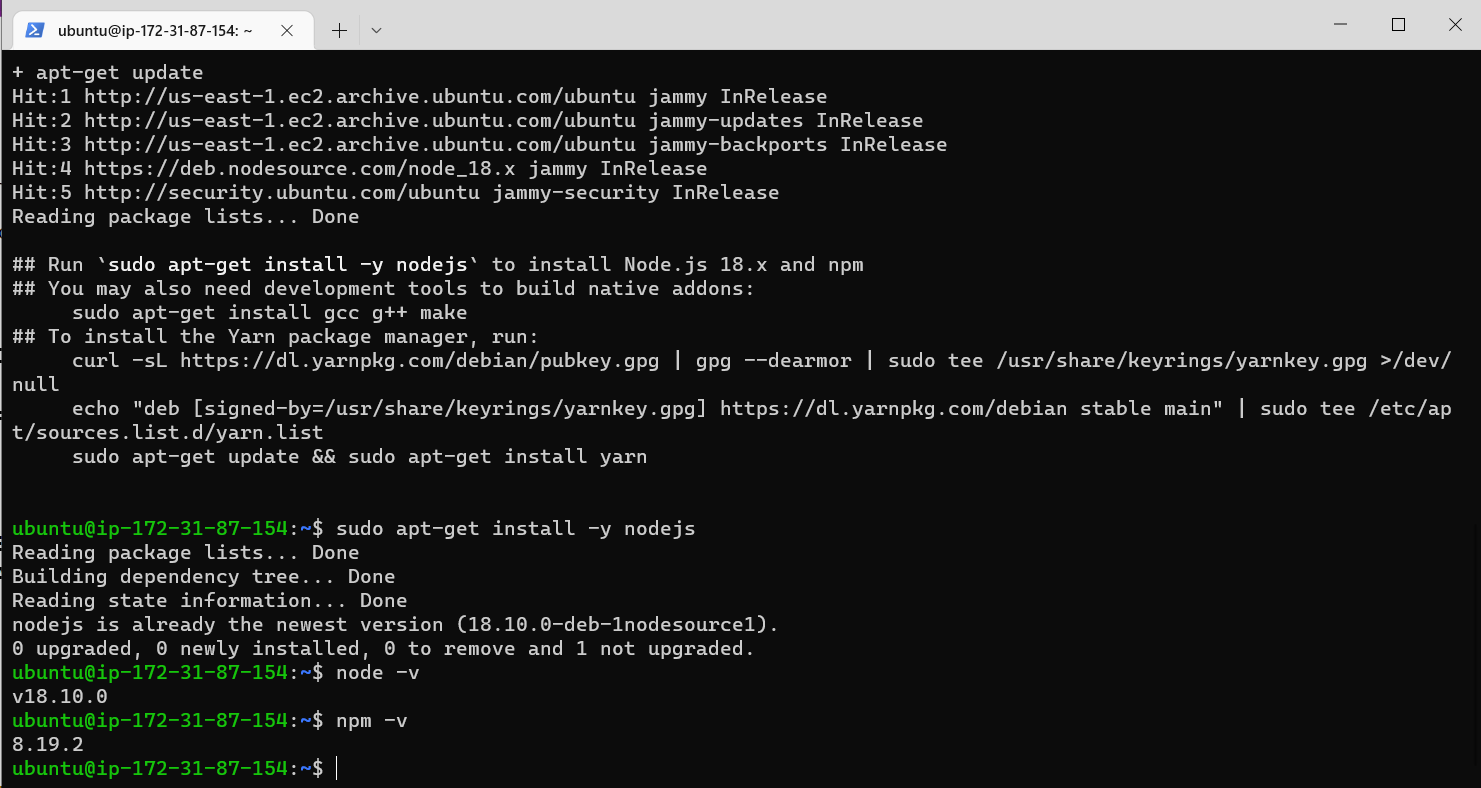 ubuntu@ip-172-31-87-154: ~
+ apt-get update
Hit:1 http://us-east-1.ec2.archive.ubuntu.com/ubuntu jammy InRelease
Hit:2 http://us-east-1.ec2.archive.ubuntu.com/ubuntu jammy-updates InRelease
Hit:3 http://us-east-1.ec2.archive.ubuntu.com/ubuntu jammy-backports InRelease
Hit:4 https://deb.nodesource.com/node_18.x jammy InRelease
Hit:5 http://security.ubuntu.com/ubuntu jammy-security InRelease
Reading package lists... Done
## Run `sudo apt-get install -y nodejs` to install Node.js 18.x and npm
## You may also need development tools to build native addons:
     sudo apt-get install gcc g++ make
## To install the Yarn package manager, run:
     curl -sL https://dl.yarnpkg.com/debian/pubkey.gpg | gpg --dearmor | sudo tee /usr/share/keyrings/yarnkey.gpg >/dev/
null
     echo "deb [signed-by=/usr/share/keyrings/yarnkey.gpg] https://dl.yarnpkg.com/debian stable main" | sudo tee /etc/ap
t/sources.list.d/yarn.list
     sudo apt-get update && sudo apt-get install yarn
ubuntu@ip-172-31-87-154:~$ sudo apt-get install -y nodejs
Reading package lists... Done
Building dependency tree... Done
Reading state information... Done
nodejs is already the newest version (18.10.0-deb-1nodesource1).
0 upgraded, 0 newly installed, 0 to remove and 1 not upgraded.
ubuntu@ip-172-31-87-154:~$ node -v
v18.10.0
ubuntu@ip-172-31-87-154:~$ npm -v
8.19.2
ubuntu@ip-172-31-87-154:~$